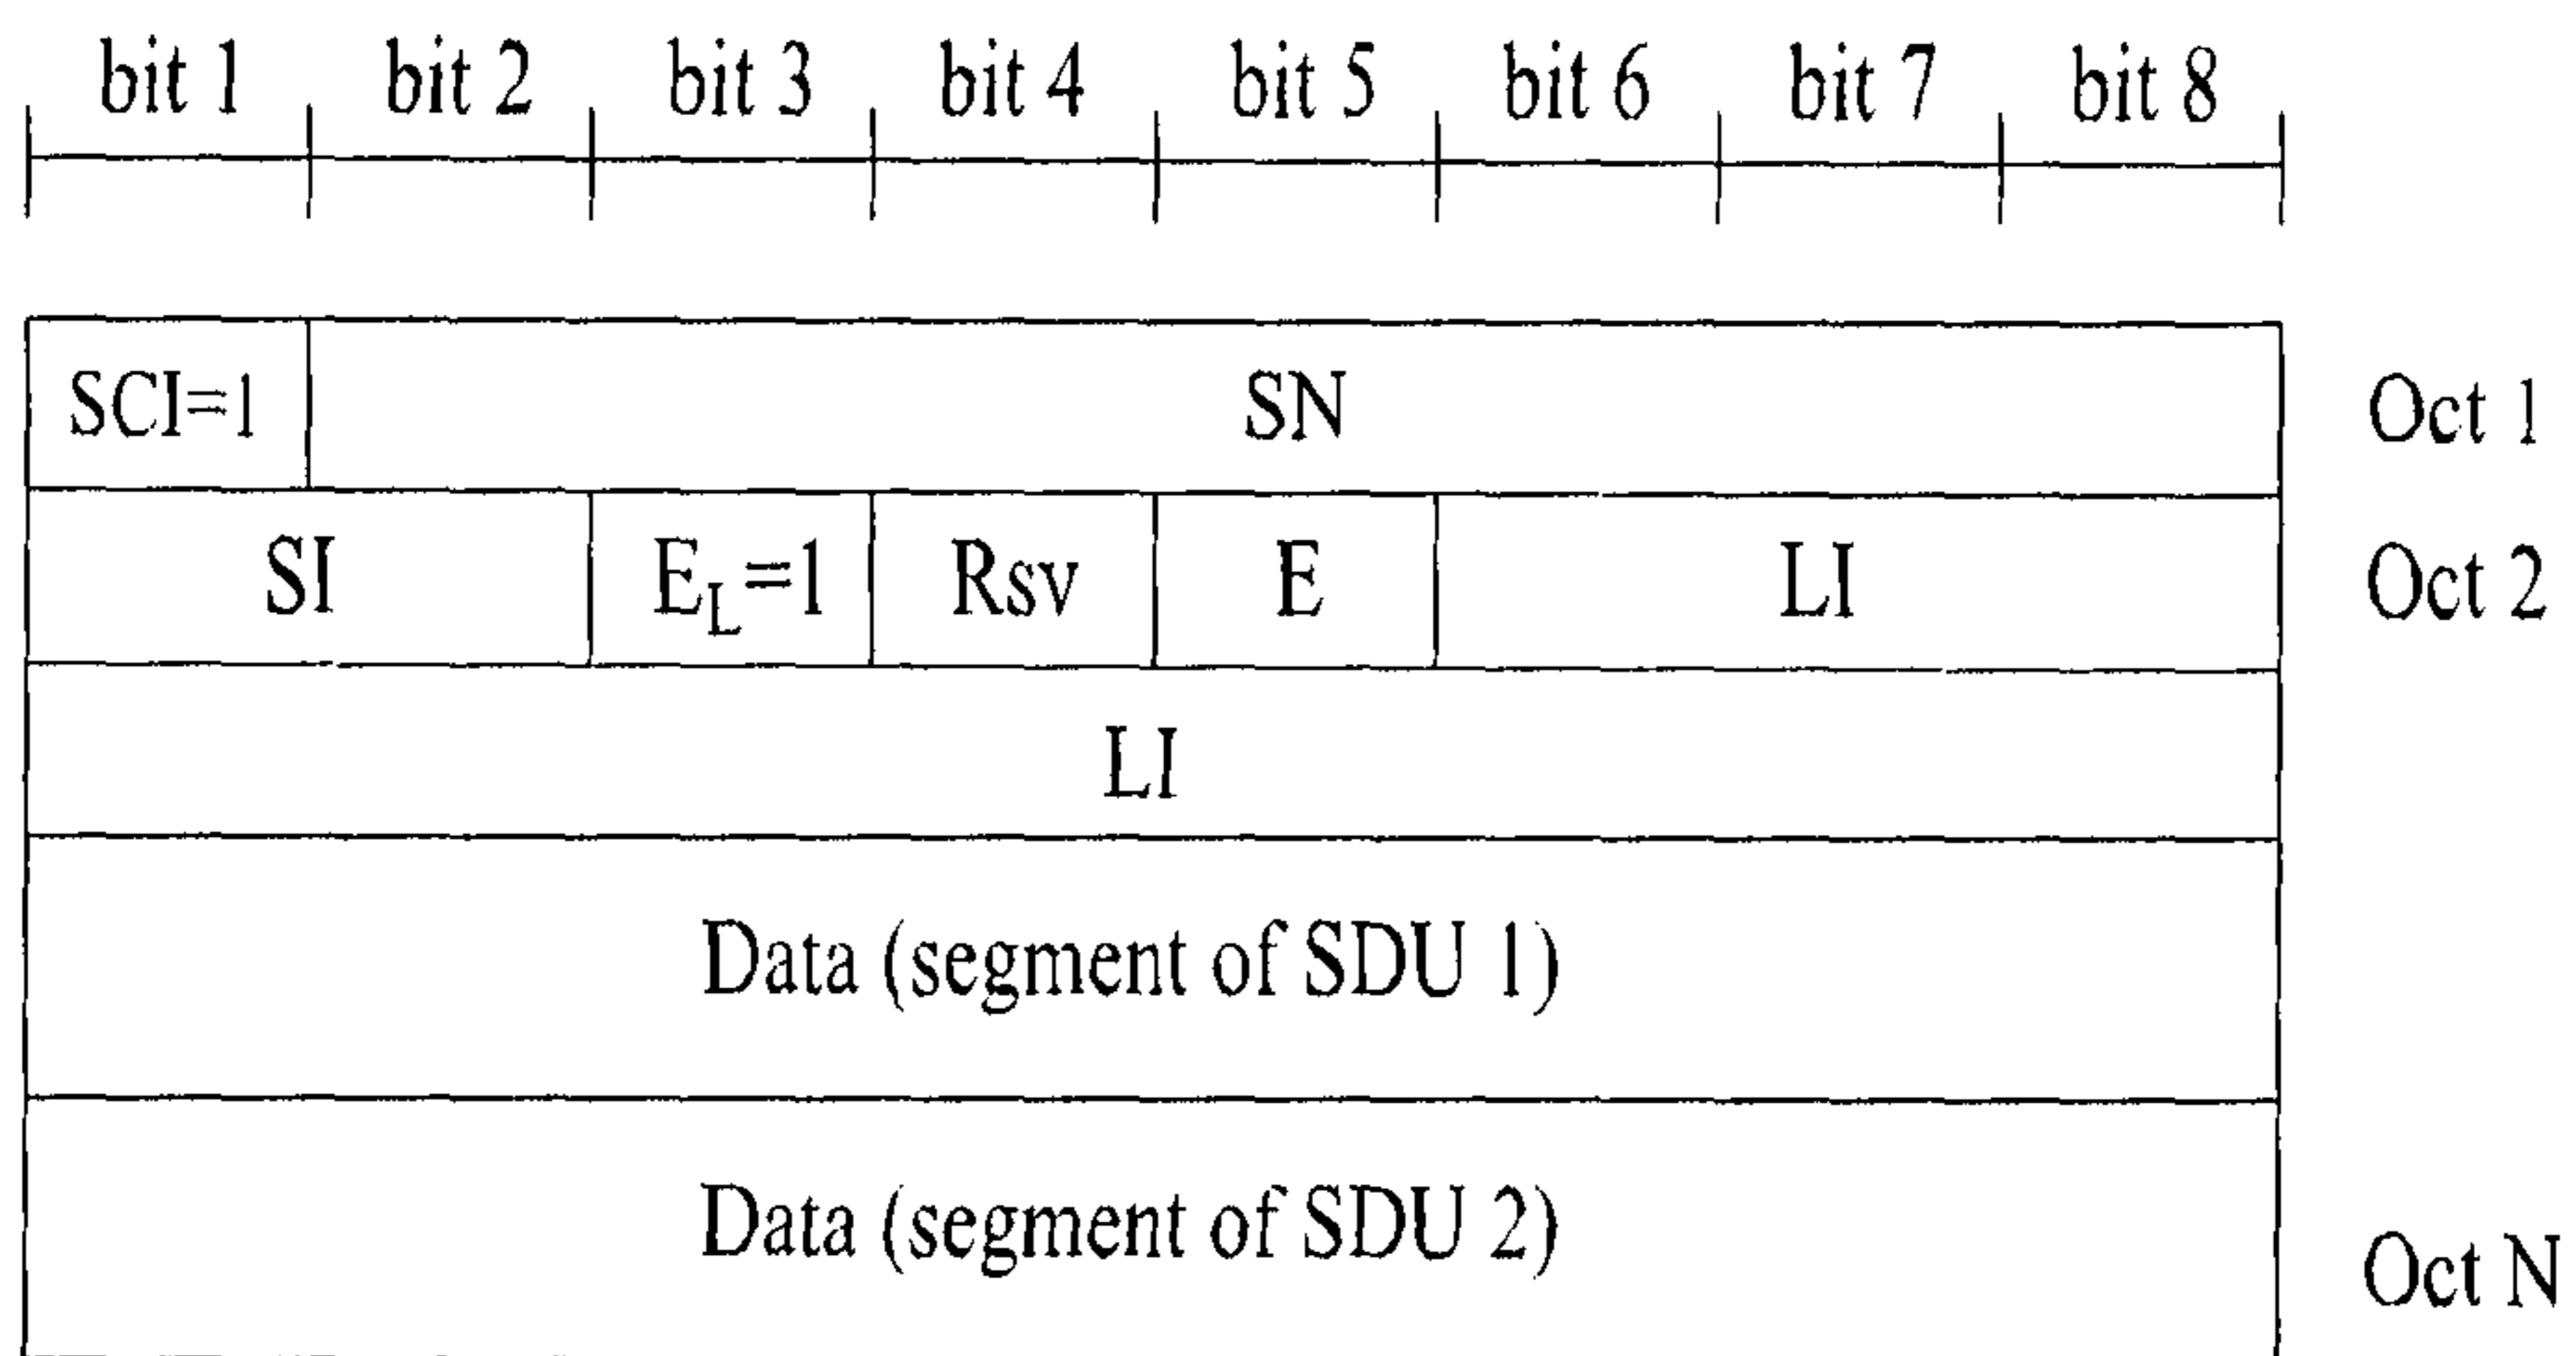 bit 1 bit 2 bit 3 bit 4 bit 5 bit 6 bit 7 bit 8
SCI=1 SN Oct 1
SI E_L=1 Rsv E LI Oct 2
LI
Data (segment of SDU 1)
Data (segment of SDU 2)
Oct N